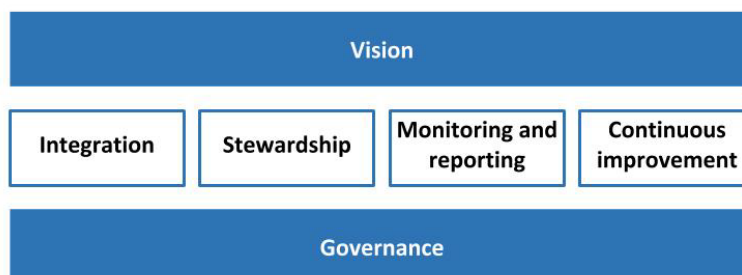 Vision
Integration
Stewardship
Monitoring and
reporting
Continuous
improvement
Governance